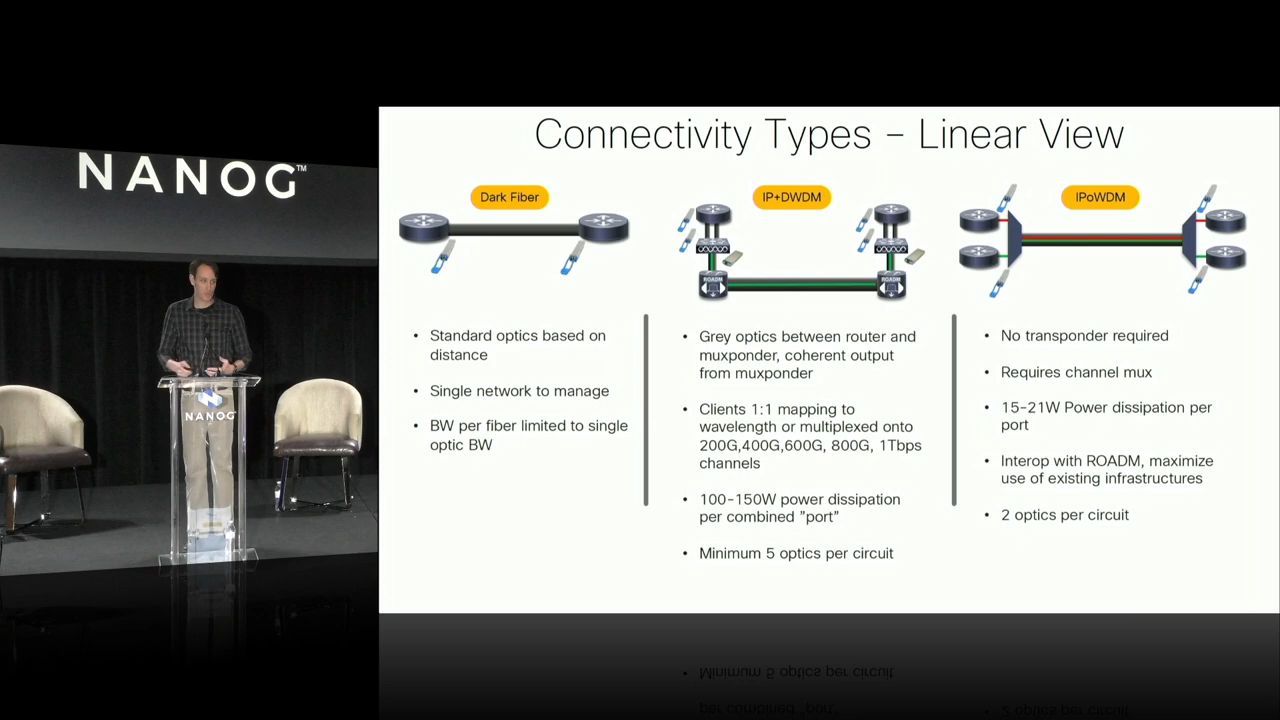 NANOG™
NANOG
Connectivity Types – Linear View
Dark Fiber
• Standard optics based on
distance
• Single network to manage
• BW per fiber limited to single
optic BW
IP+DWDM
ROADM
ROADM
• Grey optics between router and
muxponder, coherent output
from muxponder
• Clients 1:1 mapping to
wavelength or multiplexed onto
200G,400G,600G, 800G, 1Tbps
channels
• 100-150W power dissipation
per combined ”port”
• Minimum 5 optics per circuit
IPoWDM
• No transponder required
• Requires channel mux
• 15-21W Power dissipation per
port
• Interop with ROADM, maximize
use of existing infrastructures
• 2 optics per circuit